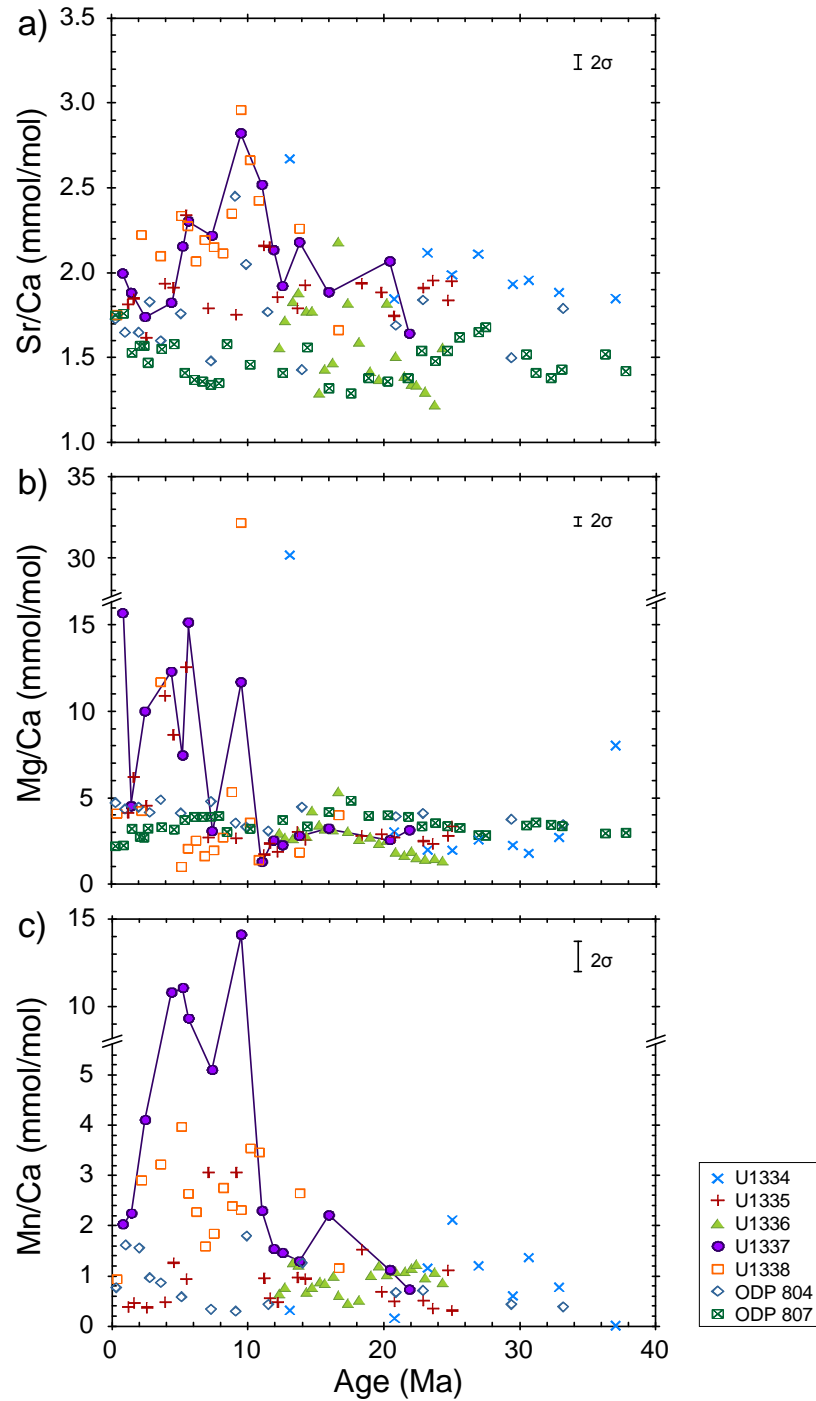 a)
3.5
3.0
2.5
2.0
1.5
1.0
Sr/Ca (mmol/mol)
2σ
b)
35
30
15
10
5
0
Mg/Ca (mmol/mol)
2σ
c)
15
10
5
4
3
2
1
0
Mn/Ca (mmol/mol)
2σ
0 10 20 30 40
Age (Ma)
U1334
U1335
U1336
U1337
U1338
ODP 804
ODP 807